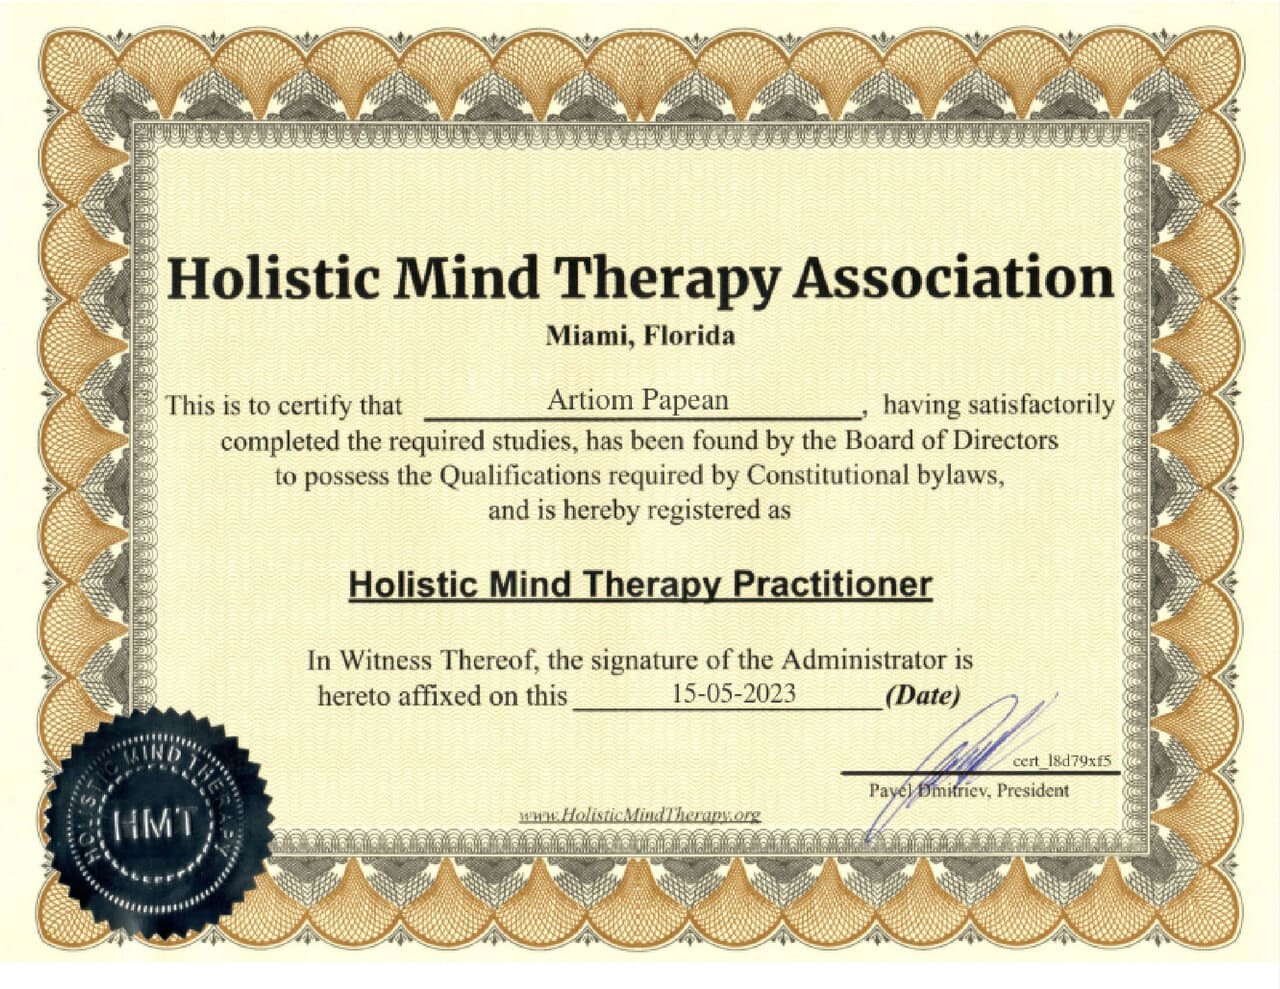 Holistic Mind Therapy Association
Miami, Florida
This is to certify that Artiom Papean, having satisfactorily
completed the required studies, has been found by the Board of Directors
to possess the Qualifications required by Constitutional bylaws,
and is hereby registered as
Holistic Mind Therapy Practitioner
In Witness Thereof, the signature of the Administrator is
hereto affixed on this 15-05-2023 (Date)
cert_l8d79xf5
Pavel Dmitriev, President
www.HolisticMindTherapy.org
HOLISTIC MIND THERAPY
HMT